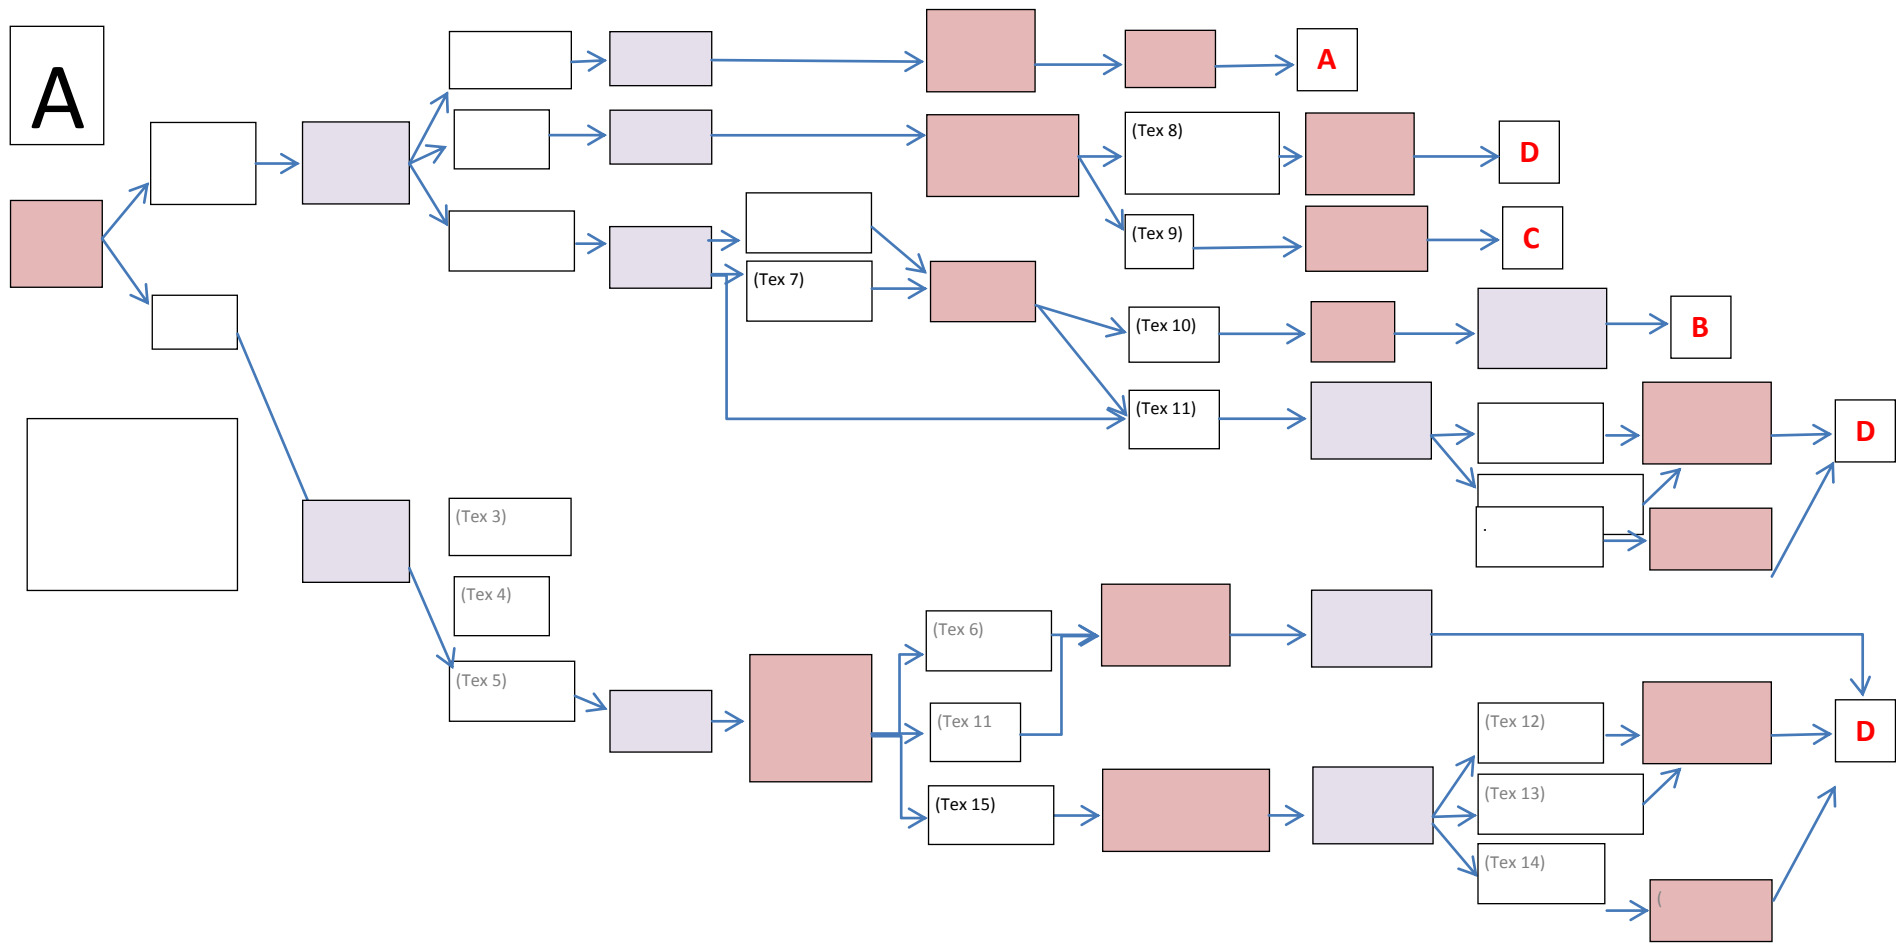 A
A
(Tex 8)
D
(Tex 9)
C
(Tex 7)
(Tex 10)
B
(Tex 11)
D
(Tex 3)
.
(Tex 4)
(Tex 6)
(Tex 5)
(Tex 11
(Tex 12)
D
(Tex 15)
(Tex 13)
(Tex 14)
(